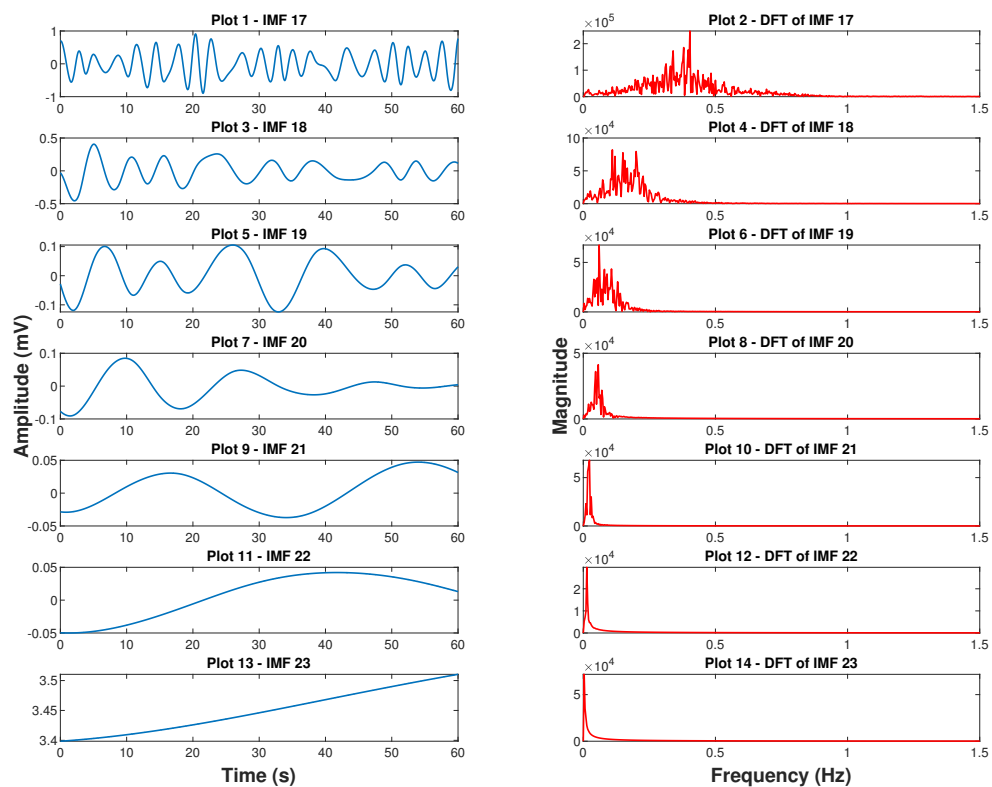 Plot 1 - IMF 17
1
0
-1
0 10 20 30 40 50 60
Plot 2 - DFT of IMF 17
×10^5
2
1
0
0 0.5 1 1.5
Plot 3 - IMF 18
0.5
0
-0.5
0 10 20 30 40 50 60
Plot 4 - DFT of IMF 18
×10^4
10
5
0
0 0.5 1 1.5
Plot 5 - IMF 19
0.1
0
-0.1
0 10 20 30 40 50 60
Plot 6 - DFT of IMF 19
×10^4
5
0
0 0.5 1 1.5
Plot 7 - IMF 20
0.1
0
-0.1
0 10 20 30 40 50 60
Plot 8 - DFT of IMF 20
×10^4
5
0
0 0.5 1 1.5
Plot 9 - IMF 21
0.05
0
-0.05
0 10 20 30 40 50 60
Plot 10 - DFT of IMF 21
×10^4
5
0
0 0.5 1 1.5
Plot 11 - IMF 22
0.05
0
-0.05
0 10 20 30 40 50 60
Plot 12 - DFT of IMF 22
×10^4
2
1
0
0 0.5 1 1.5
Plot 13 - IMF 23
3.5
3.45
3.4
0 10 20 30 40 50 60
Plot 14 - DFT of IMF 23
×10^4
5
0
0 0.5 1 1.5
Amplitude (mV)
Magnitude
Time (s)
Frequency (Hz)